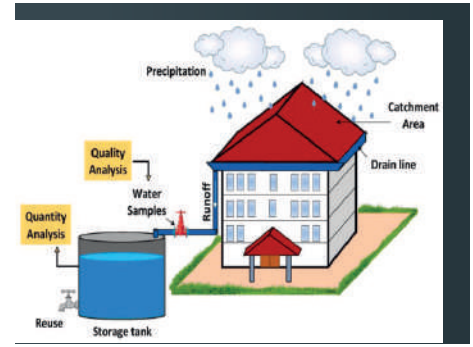 Precipitation
Catchment
Area
Drain line
Quality
Analysis
Water
Samples
Runoff
Quantity
Analysis
Reuse
Storage tank